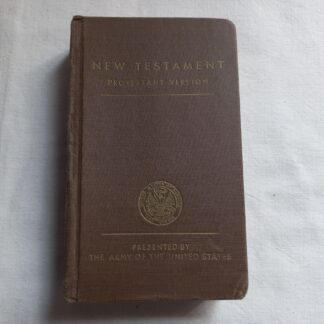 NEW TESTAMENT
PROTESTANT VERSION
PRESENTED BY
THE ARMY OF THE UNITED STATES